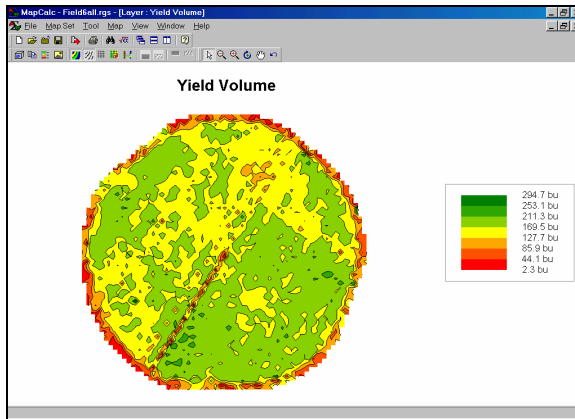 MapCalc - Field6all.rgs - [Layer : Yield Volume]
File Map Set Tool Map View Window Help
Yield Volume
294.7 bu
253.1 bu
211.3 bu
169.5 bu
127.7 bu
85.9 bu
44.1 bu
2.3 bu